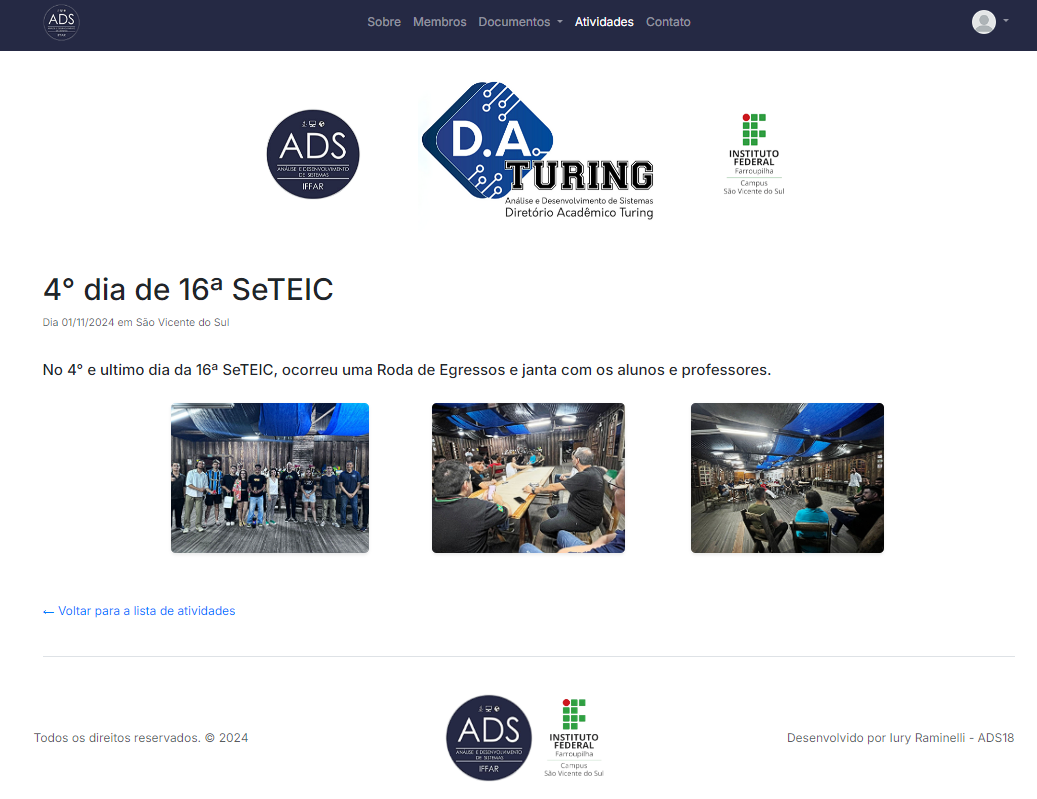 ADS
Sobre Membros Documentos Atividades Contato
ADS
ANÁLISE E DESENVOLVIMENTO
DE SISTEMAS
IFFAR
D.A.
TURING
Análise e Desenvolvimento de Sistemas
Diretório Acadêmico Turing
INSTITUTO
FEDERAL
Farroupilha
Campus
São Vicente do Sul
4° dia de 16ª SeTEIC
Dia 01/11/2024 em São Vicente do Sul
No 4° e ultimo dia da 16ª SeTEIC, ocorreu uma Roda de Egressos e janta com os alunos e professores.
← Voltar para a lista de atividades
Todos os direitos reservados. © 2024
ADS
ANÁLISE E DESENVOLVIMENTO
DE SISTEMAS
IFFAR
INSTITUTO
FEDERAL
Farroupilha
Campus
São Vicente do Sul
Desenvolvido por Iury Raminelli - ADS18